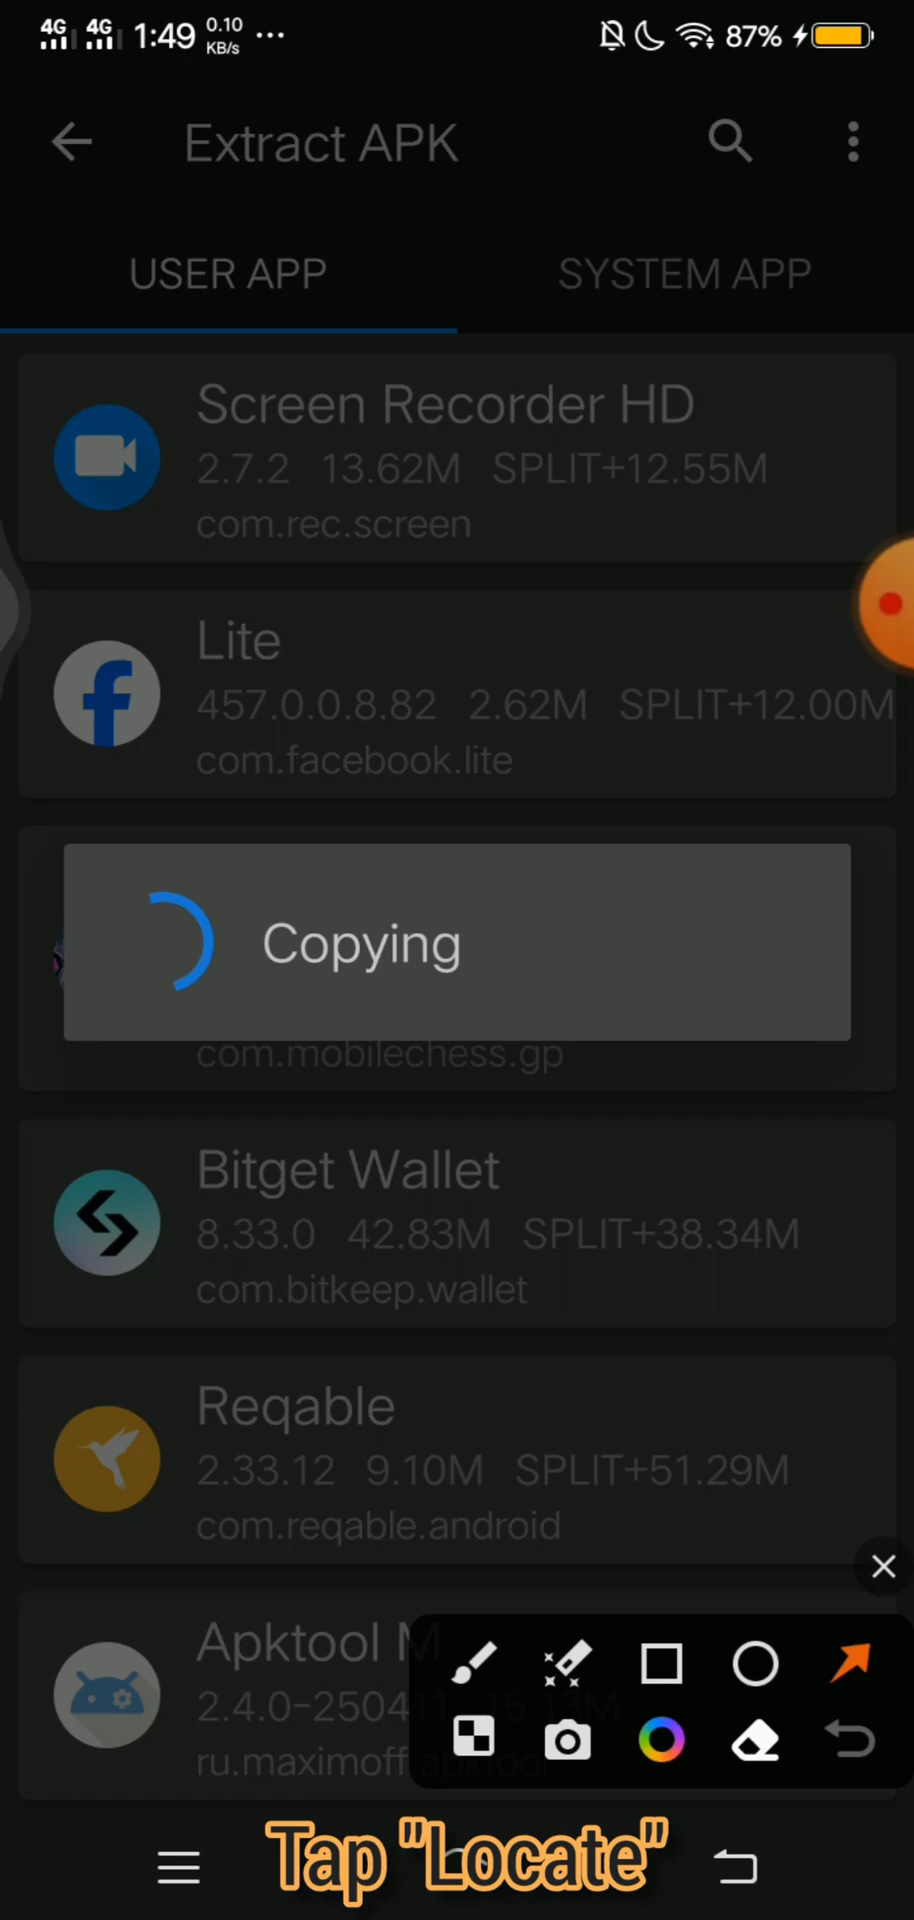 4G 4G 1:49 0.10 KB/s ... 87%
Extract APK
USER APP SYSTEM APP
Screen Recorder HD
2.7.2 13.62M SPLIT+12.55M
com.rec.screen
Lite
457.0.0.8.82 2.62M SPLIT+12.00M
com.facebook.lite
Copying
com.mobilechess.gp
Bitget Wallet
8.33.0 42.83M SPLIT+38.34M
com.bitkeep.wallet
Reqable
2.33.12 9.10M SPLIT+51.29M
com.reqable.android
Apktool M
2.4.0-250411 15.13M
ru.maximoff.apktool
Tap "Locate"